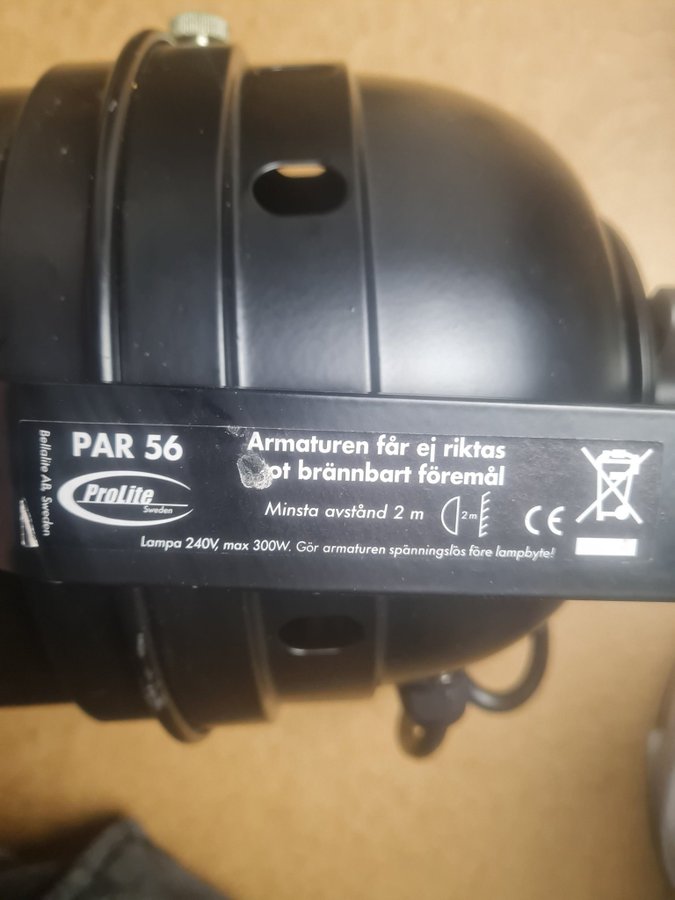 PAR 56
ProLite
Sweden
Bellalite AB, Sweden
Armaturen får ej riktas
ot brännbart föremål
Minsta avstånd 2 m
2 m
CE
Lampa 240V, max 300W. Gör armaturen spänningslös före lampbyte!